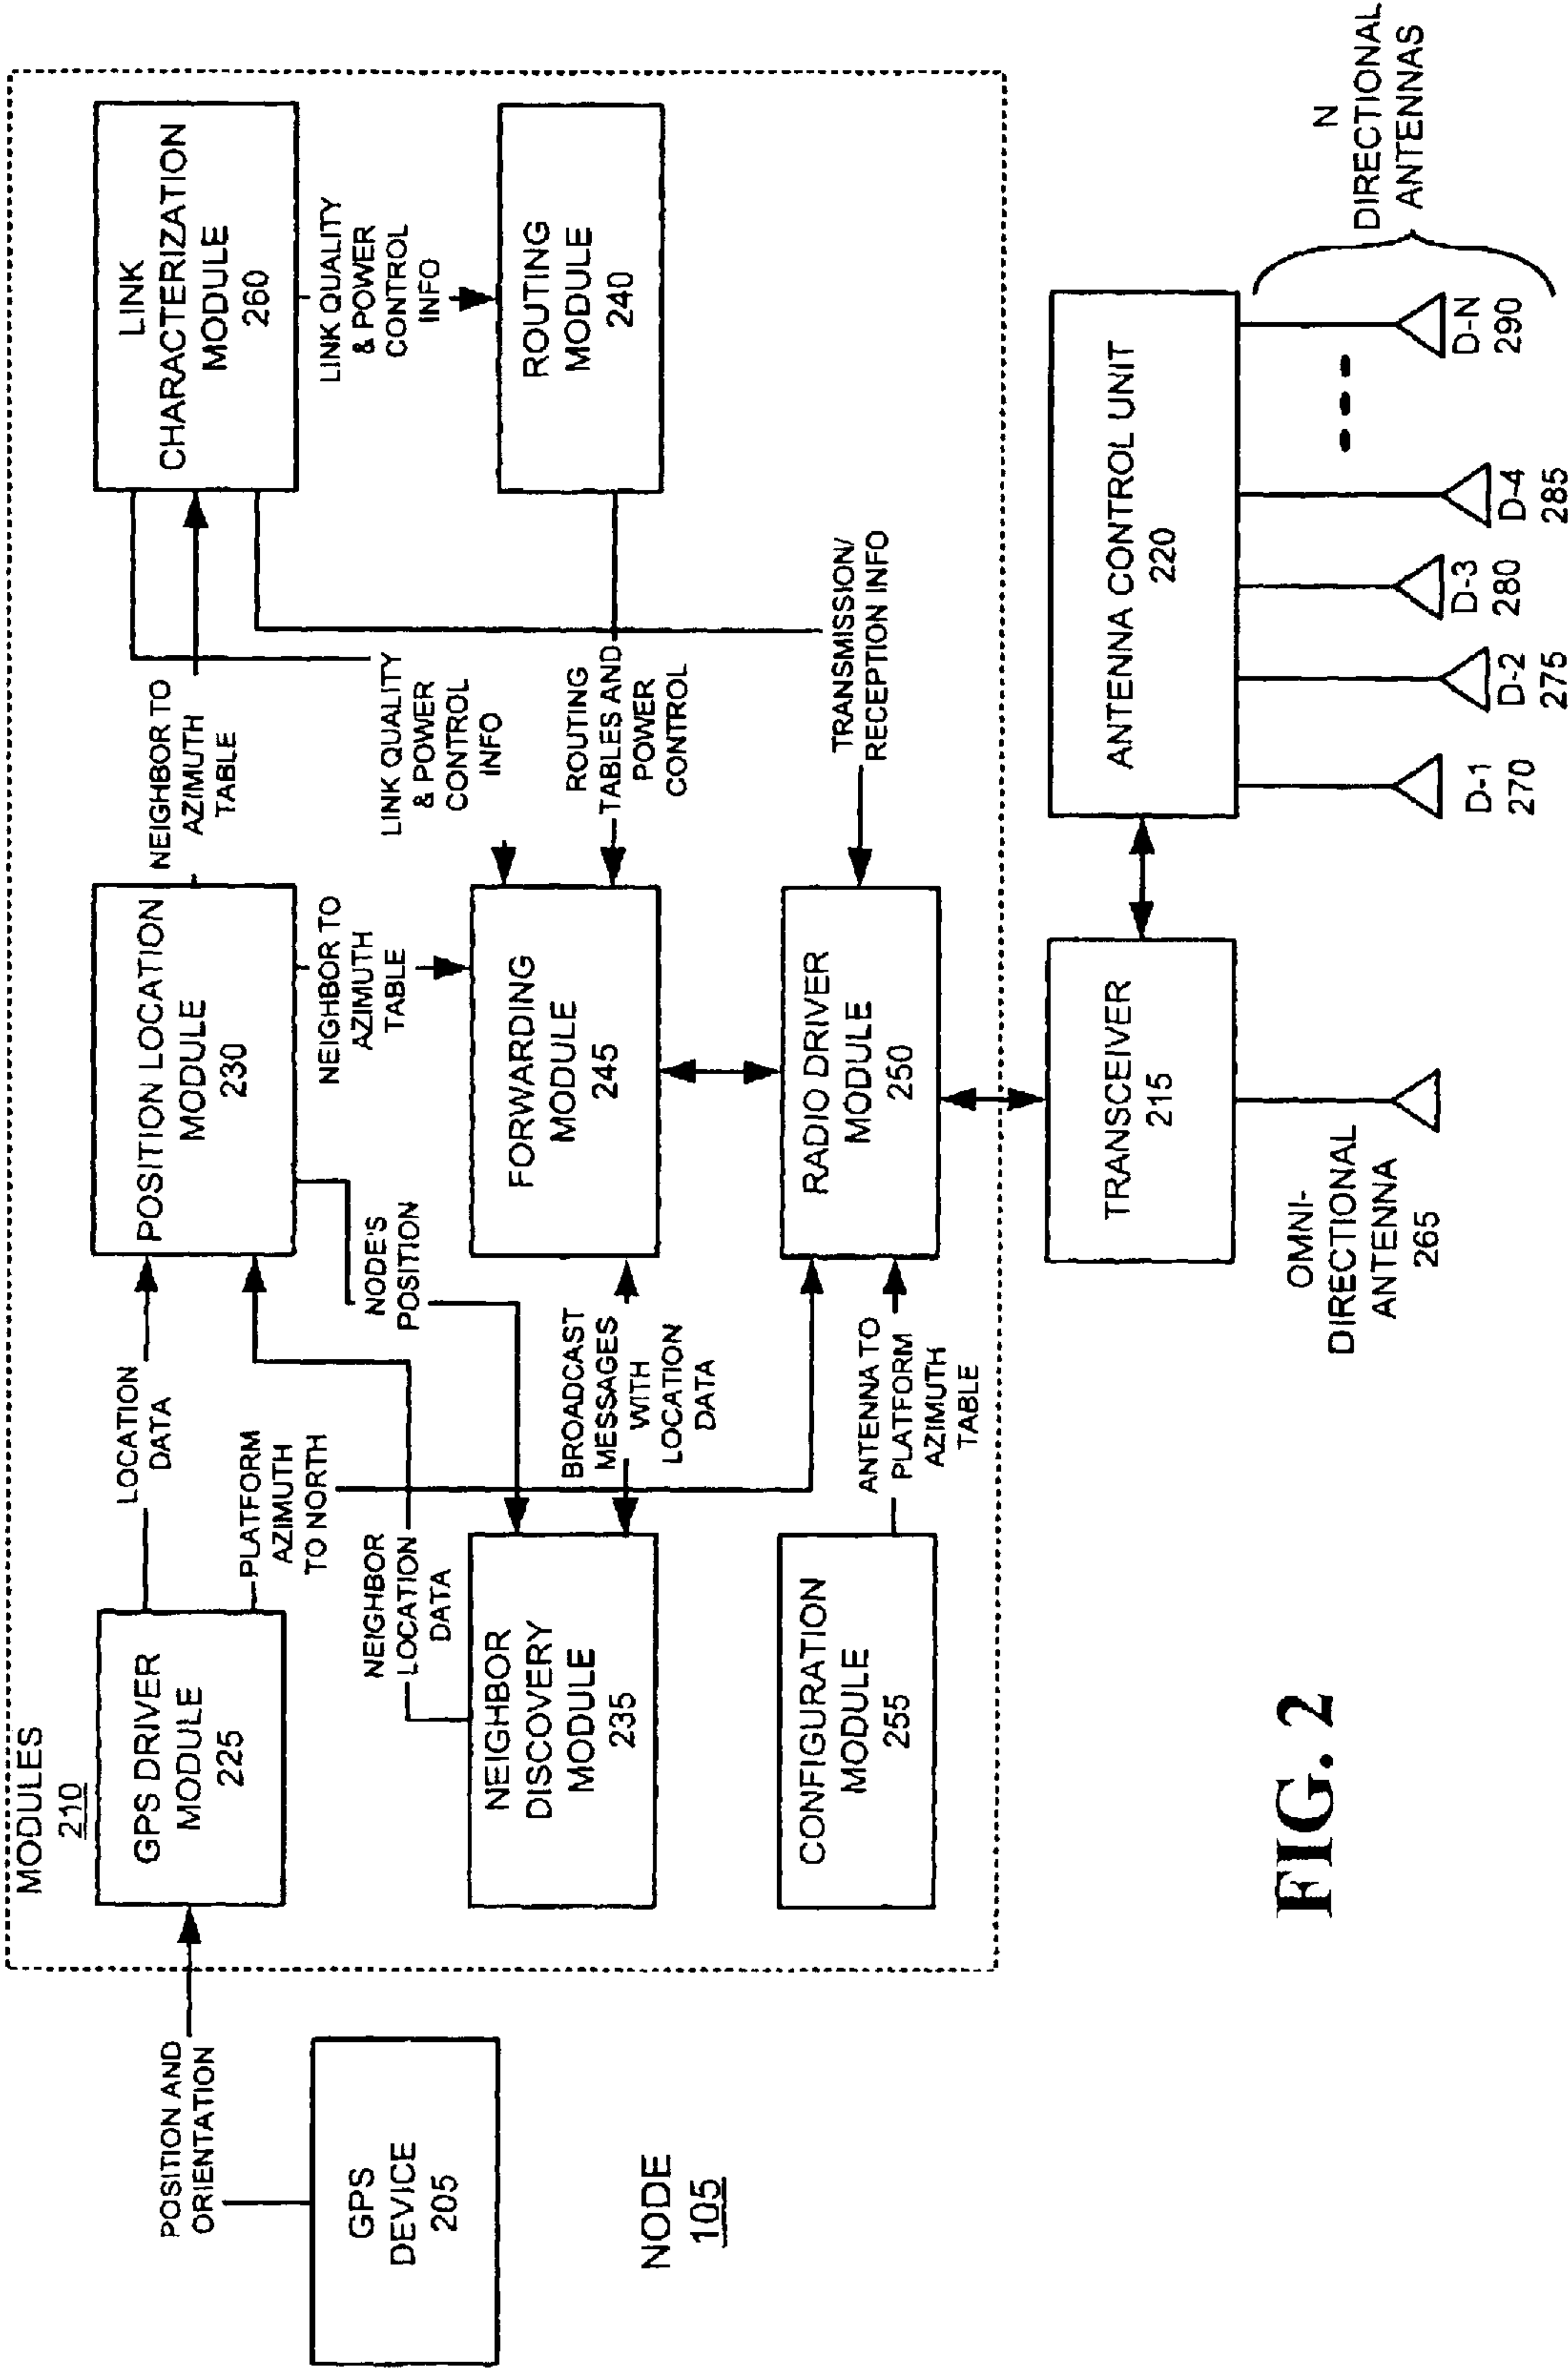 MODULES
210
POSITION AND
ORIENTATION
GPS
DEVICE
205
NODE
105
GPS DRIVER
MODULE
225
LOCATION
DATA
PLATFORM
AZIMUTH
TO NORTH
POSITION LOCATION
MODULE
230
NEIGHBOR TO
AZIMUTH
TABLE
LINK
CHARACTERIZATION
MODULE
260
NEIGHBOR
LOCATION
DATA
NODE'S
POSITION
NEIGHBOR TO
AZIMUTH
TABLE
LINK QUALITY
& POWER
CONTROL
INFO
LINK QUALITY
& POWER
CONTROL
INFO
NEIGHBOR
DISCOVERY
MODULE
235
BROADCAST
MESSAGES
WITH
LOCATION
DATA
FORWARDING
MODULE
245
ROUTING
TABLES AND
POWER
CONTROL
ROUTING
MODULE
240
CONFIGURATION
MODULE
255
ANTENNA TO
PLATFORM
AZIMUTH
TABLE
RADIO DRIVER
MODULE
250
TRANSMISSION/
RECEPTION INFO
TRANSCEIVER
215
ANTENNA CONTROL UNIT
220
OMNI-
DIRECTIONAL
ANTENNA
265
D-1
270
D-2
275
D-3
280
D-4
285
D-N
290
N
DIRECTIONAL
ANTENNAS
FIG. 2